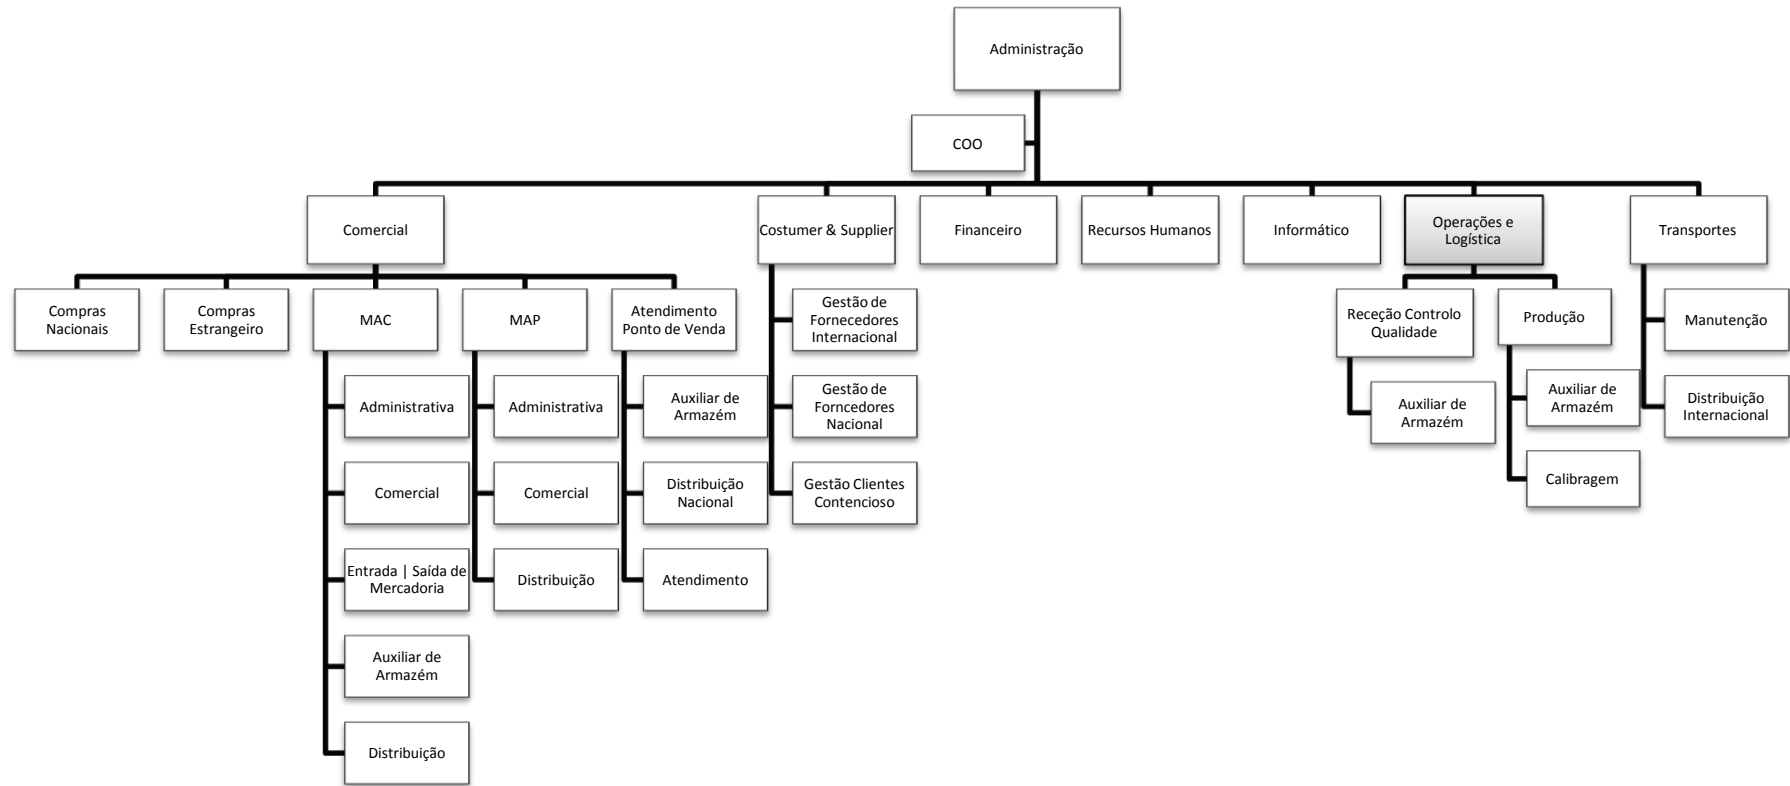 Administração
COO
Comercial
Costumer & Supplier
Financeiro
Recursos Humanos
Informático
Operações e
Logística
Transportes
Compras
Nacionais
Compras
Estrangeiro
MAC
MAP
Atendimento
Ponto de Venda
Gestão de
Fornecedores
Internacional
Receção Controlo
Qualidade
Produção
Manutenção
Administrativa
Administrativa
Auxiliar de
Armazém
Gestão de
Forncedores
Nacional
Auxiliar de
Armazém
Auxiliar de
Armazém
Distribuição
Internacional
Comercial
Comercial
Distribuição
Nacional
Gestão Clientes
Contencioso
Calibragem
Entrada | Saída de
Mercadoria
Distribuição
Atendimento
Auxiliar de
Armazém
Distribuição